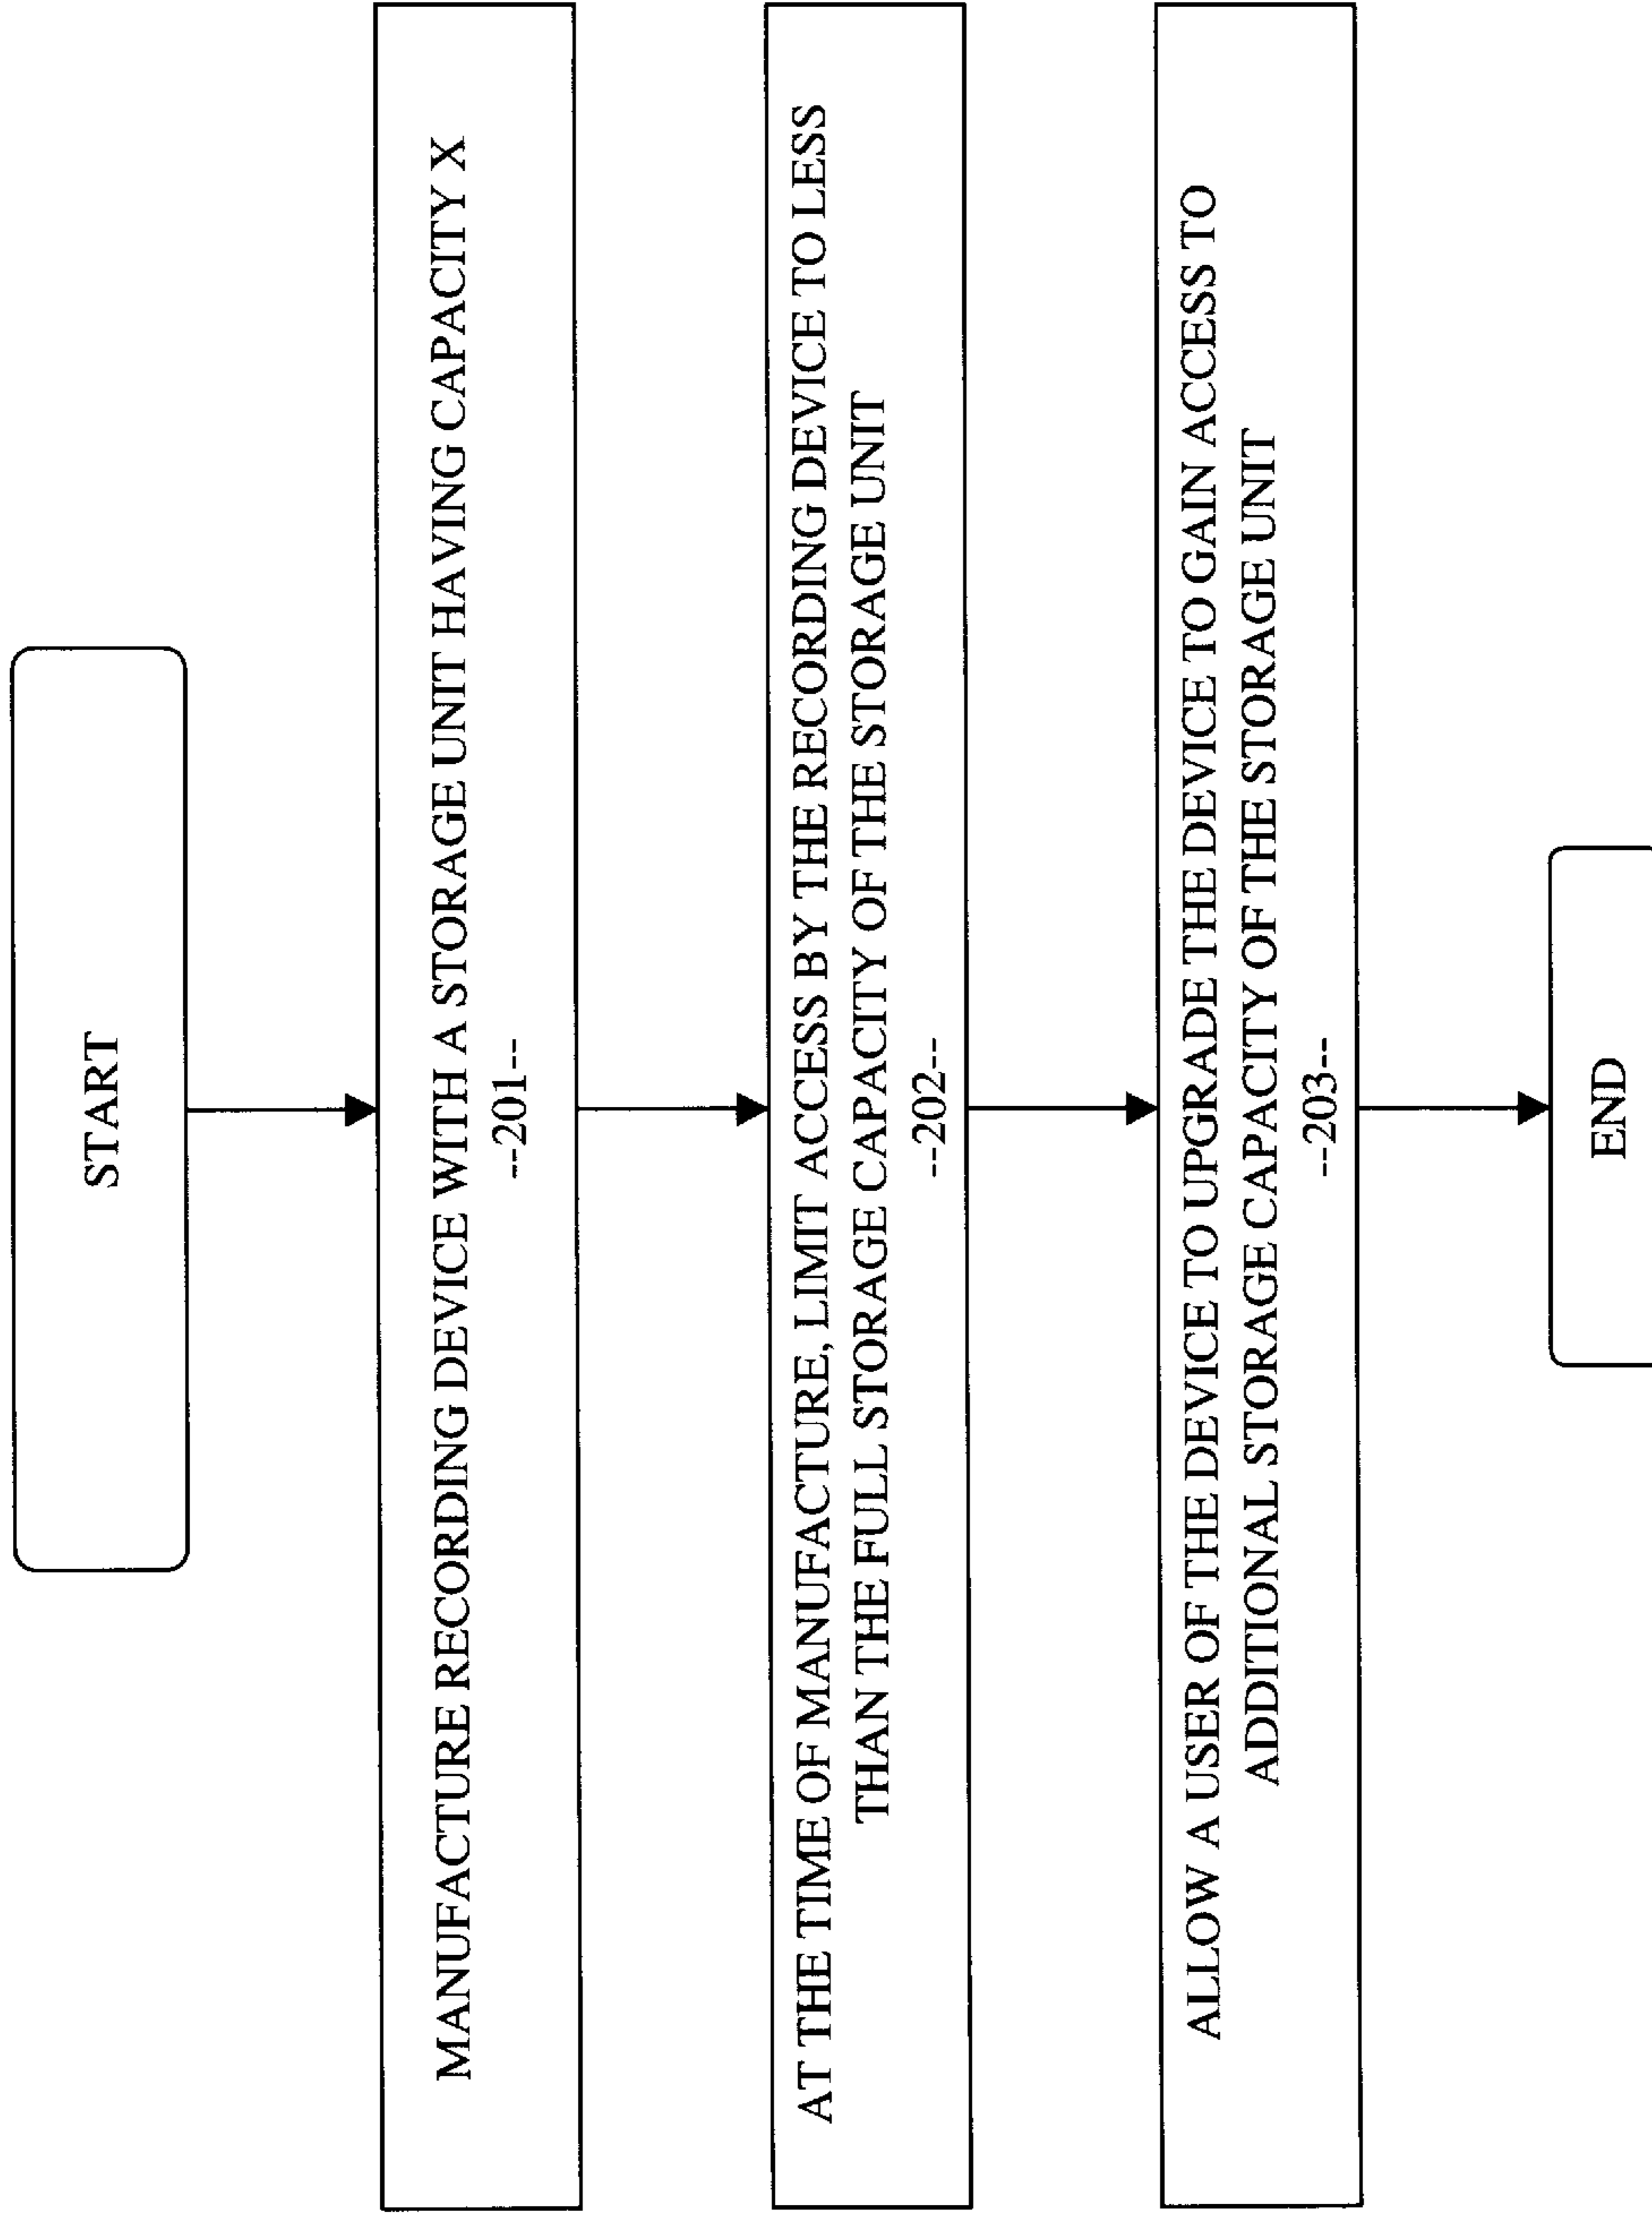 START
MANUFACTURE RECORDING DEVICE WITH A STORAGE UNIT HAVING CAPACITY X
--201--
AT THE TIME OF MANUFACTURE, LIMIT ACCESS BY THE RECORDING DEVICE TO LESS
THAN THE FULL STORAGE CAPACITY OF THE STORAGE UNIT
--202--
ALLOW A USER OF THE DEVICE TO UPGRADE THE DEVICE TO GAIN ACCESS TO
ADDITIONAL STORAGE CAPACITY OF THE STORAGE UNIT
--203--
END